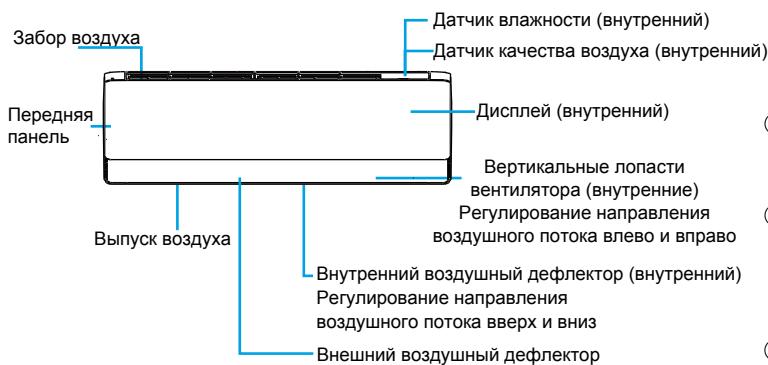 Датчик влажности (внутренний)
Забор воздуха
Датчик качества воздуха (внутренний)
Передняя
панель
Дисплей (внутренний)
Вертикальные лопасти
вентилятора (внутренние)
Регулирование направления
воздушного потока влево и вправо
Выпуск воздуха
Внутренний воздушный дефлектор (внутренний)
Регулирование направления
воздушного потока вверх и вниз
Внешний воздушный дефлектор